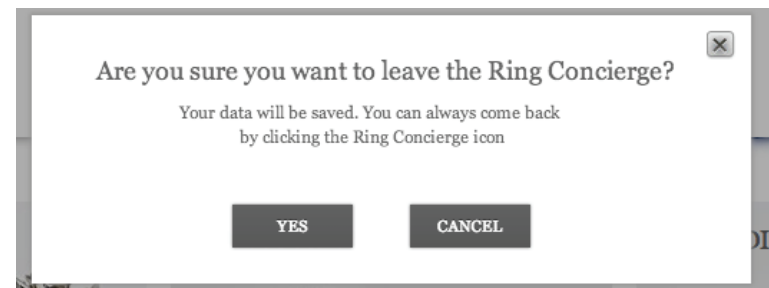 Are you sure you want to leave the Ring Concierge?
Your data will be saved. You can always come back
by clicking the Ring Concierge icon
YES
CANCEL